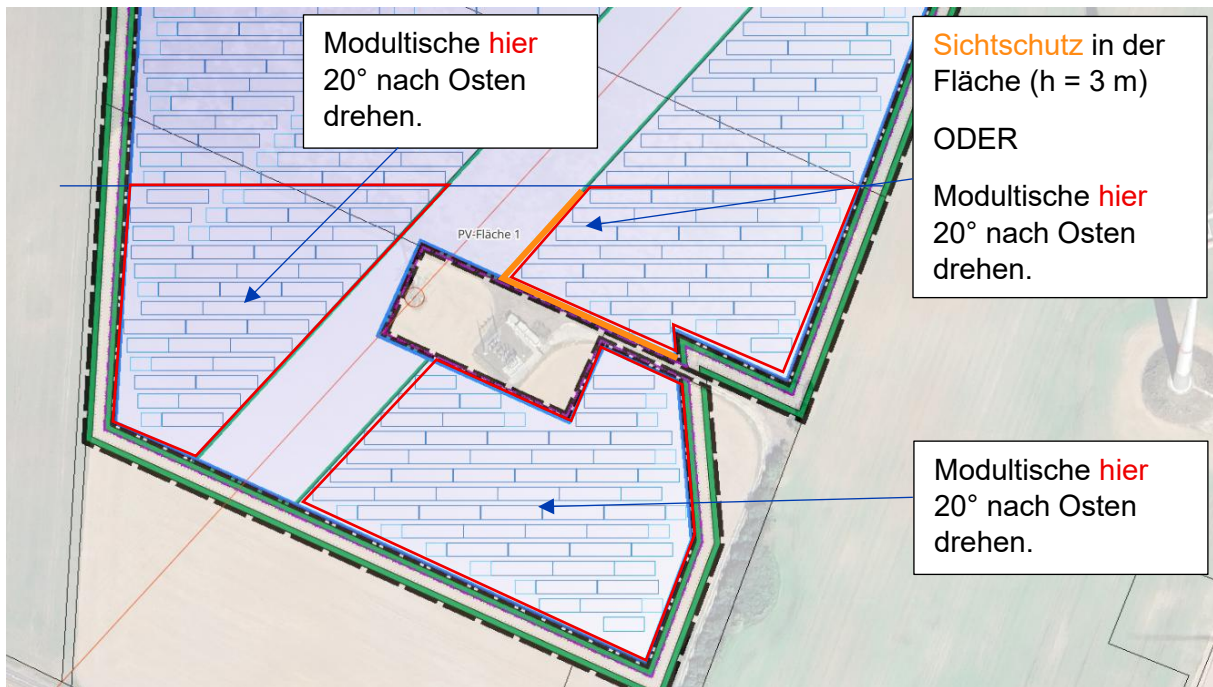 Modultische hier
20° nach Osten
drehen.
Sichtschutz in der
Fläche (h = 3 m)
ODER
Modultische hier
20° nach Osten
drehen.
PV-Fläche 1
Modultische hier
20° nach Osten
drehen.